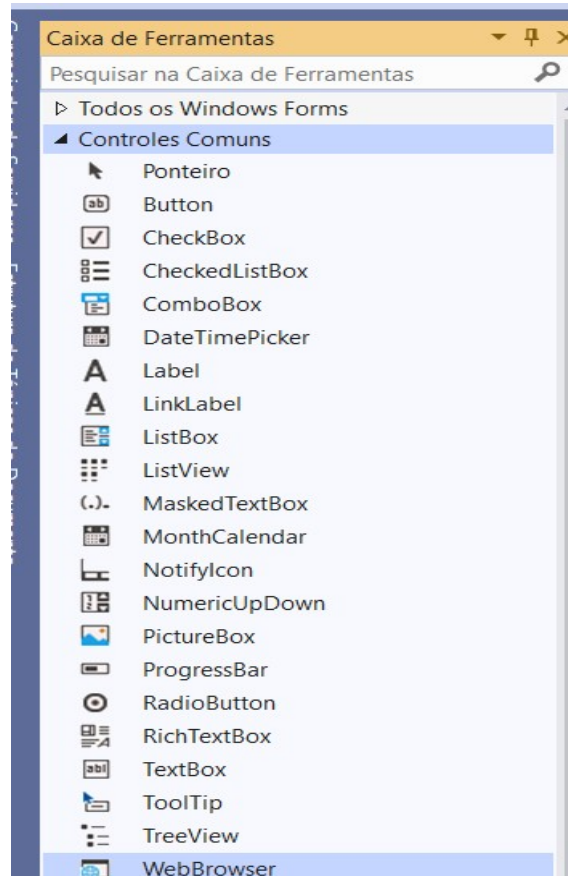 Caixa de Ferramentas
Pesquisar na Caixa de Ferramentas
Todos os Windows Forms
Controles Comuns
Ponteiro
Button
CheckBox
CheckedListBox
ComboBox
DateTimePicker
Label
LinkLabel
ListBox
ListView
MaskedTextBox
MonthCalendar
NotifyIcon
NumericUpDown
PictureBox
ProgressBar
RadioButton
RichTextBox
TextBox
ToolTip
TreeView
WebBrowser